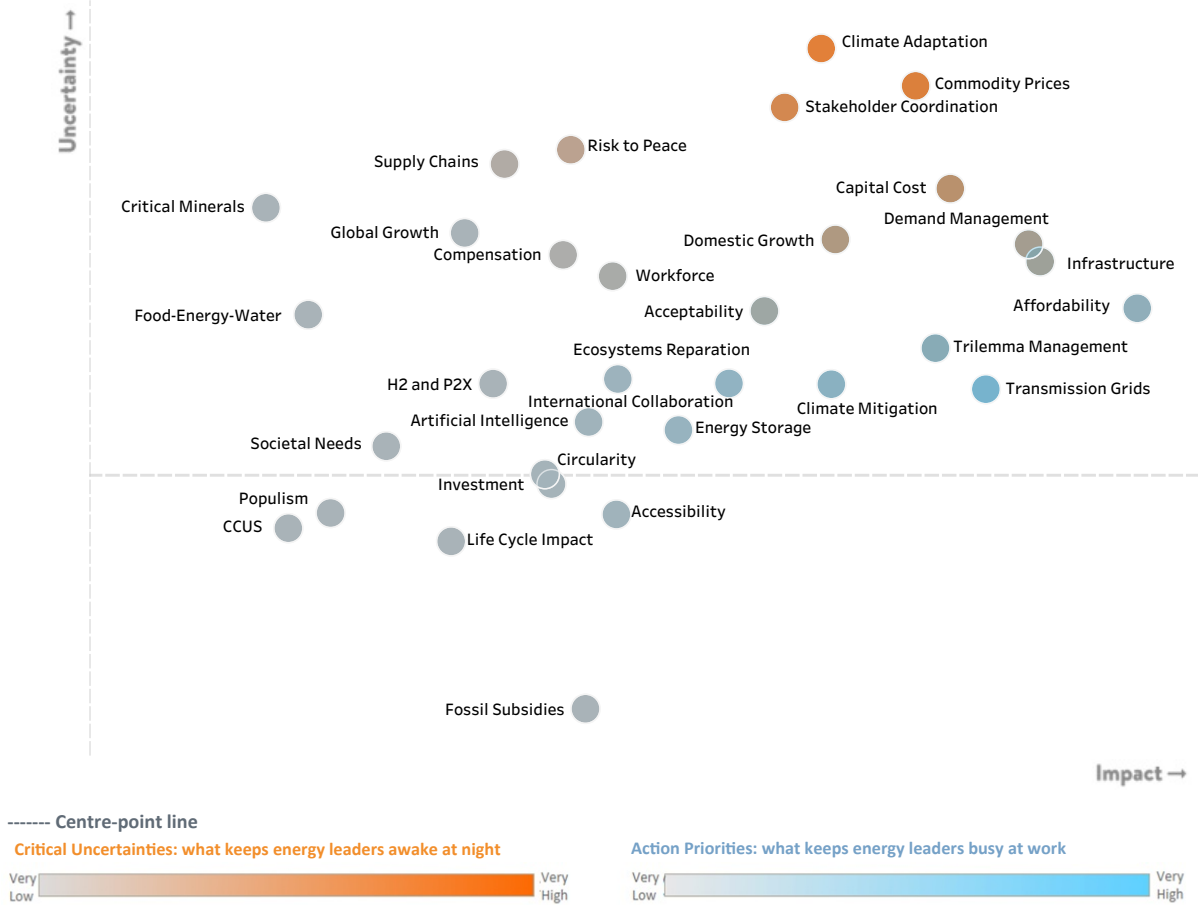 Uncertainty →
Climate Adaptation
Commodity Prices
Stakeholder Coordination
Risk to Peace
Supply Chains
Capital Cost
Critical Minerals
Demand Management
Global Growth
Domestic Growth
Compensation
Infrastructure
Workforce
Affordability
Acceptability
Food-Energy-Water
Trilemma Management
Ecosystems Reparation
H2 and P2X
Transmission Grids
International Collaboration
Climate Mitigation
Artificial Intelligence
Energy Storage
Societal Needs
Circularity
Investment
Populism
Accessibility
CCUS
Life Cycle Impact
Fossil Subsidies
Impact →
------- Centre-point line
Critical Uncertainties: what keeps energy leaders awake at night
Very
Low
Very
High
Action Priorities: what keeps energy leaders busy at work
Very
Low
Very
High